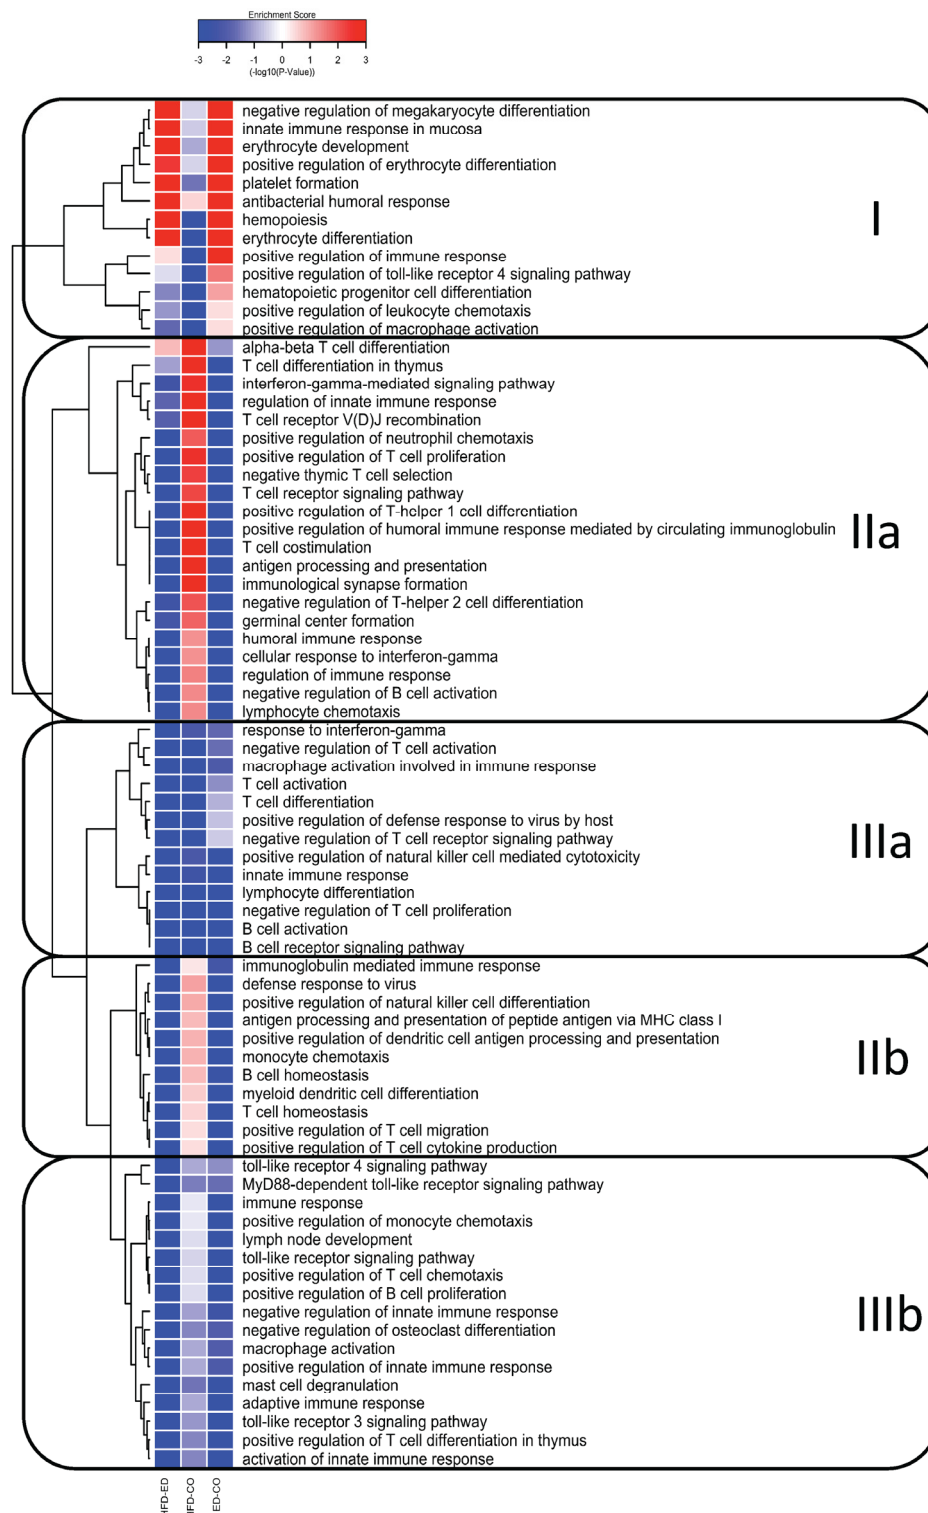 Enrichment Score
-3 -2 -1 0 1 2 3
(-log10(P-Value))
negative regulation of megakaryocyte differentiation
innate immune response in mucosa
erythrocyte development
positive regulation of erythrocyte differentiation
platelet formation
antibacterial humoral response
hemopoiesis
erythrocyte differentiation
positive regulation of immune response
positive regulation of toll-like receptor 4 signaling pathway
hematopoietic progenitor cell differentiation
positive regulation of leukocyte chemotaxis
positive regulation of macrophage activation
I
alpha-beta T cell differentiation
T cell differentiation in thymus
interferon-gamma-mediated signaling pathway
regulation of innate immune response
T cell receptor V(D)J recombination
positive regulation of neutrophil chemotaxis
positive regulation of T cell proliferation
negative thymic T cell selection
T cell receptor signaling pathway
positive regulation of T-helper 1 cell differentiation
positive regulation of humoral immune response mediated by circulating immunoglobulin
T cell costimulation
antigen processing and presentation
immunological synapse formation
negative regulation of T-helper 2 cell differentiation
germinal center formation
humoral immune response
cellular response to interferon-gamma
regulation of immune response
negative regulation of B cell activation
lymphocyte chemotaxis
IIa
response to interferon-gamma
negative regulation of T cell activation
macrophage activation involved in immune response
T cell activation
T cell differentiation
positive regulation of defense response to virus by host
negative regulation of T cell receptor signaling pathway
positive regulation of natural killer cell mediated cytotoxicity
innate immune response
lymphocyte differentiation
negative regulation of T cell proliferation
B cell activation
B cell receptor signaling pathway
IIIa
immunoglobulin mediated immune response
defense response to virus
positive regulation of natural killer cell differentiation
antigen processing and presentation of peptide antigen via MHC class I
positive regulation of dendritic cell antigen processing and presentation
monocyte chemotaxis
B cell homeostasis
myeloid dendritic cell differentiation
T cell homeostasis
positive regulation of T cell migration
positive regulation of T cell cytokine production
IIb
toll-like receptor 4 signaling pathway
MyD88-dependent toll-like receptor signaling pathway
immune response
positive regulation of monocyte chemotaxis
lymph node development
toll-like receptor signaling pathway
positive regulation of T cell chemotaxis
positive regulation of B cell proliferation
negative regulation of innate immune response
negative regulation of osteoclast differentiation
macrophage activation
positive regulation of innate immune response
mast cell degranulation
adaptive immune response
toll-like receptor 3 signaling pathway
positive regulation of T cell differentiation in thymus
activation of innate immune response
IIIb
HFD-ED
HFD-CO
ED-CO